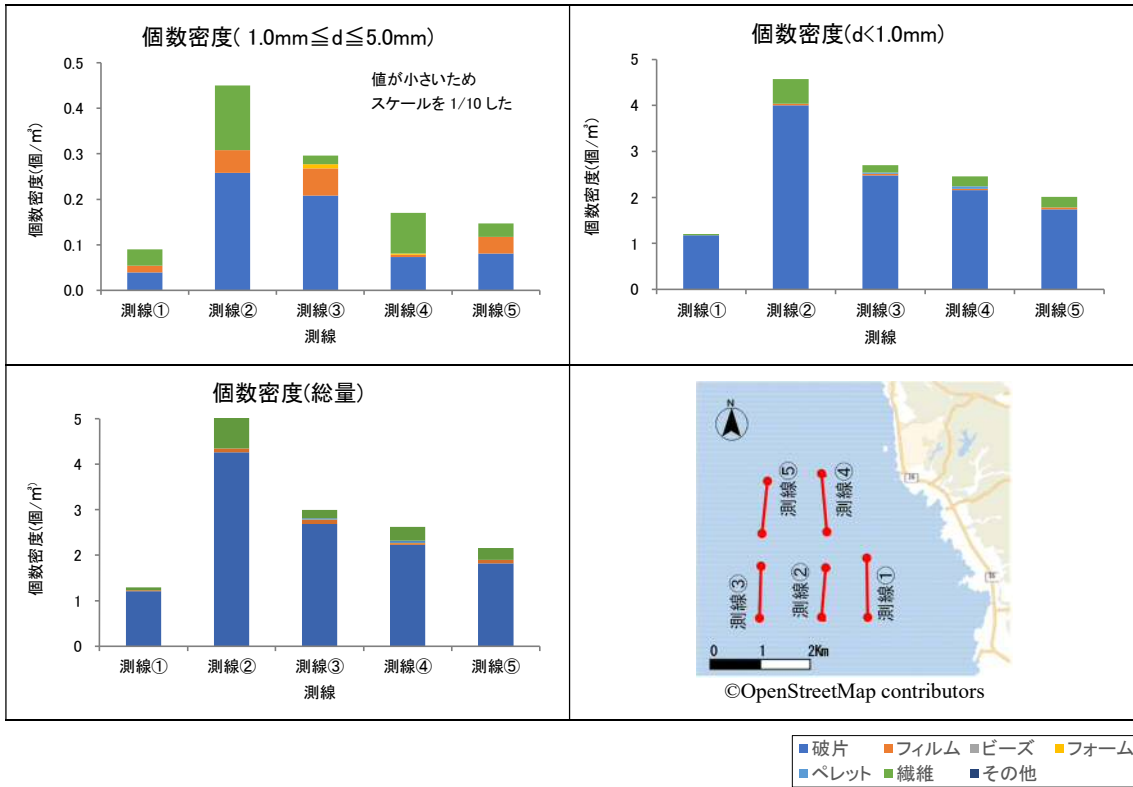 個数密度( 1.0mm≦d≦5.0mm)
値が小さいため
スケールを 1/10 した
個数密度(個/㎥)
0.5
0.4
0.3
0.2
0.1
0.0
測線① 測線② 測線③ 測線④ 測線⑤
測線
個数密度(d<1.0mm)
個数密度(個/㎥)
5
4
3
2
1
0
測線① 測線② 測線③ 測線④ 測線⑤
測線
個数密度(総量)
個数密度(個/㎥)
5
4
3
2
1
0
測線① 測線② 測線③ 測線④ 測線⑤
測線
N
16
測線⑤
測線④
16
測線③
測線②
測線①
0 1 2Km
©OpenStreetMap contributors
破片 フィルム ビーズ フォーム
ペレット 繊維 その他